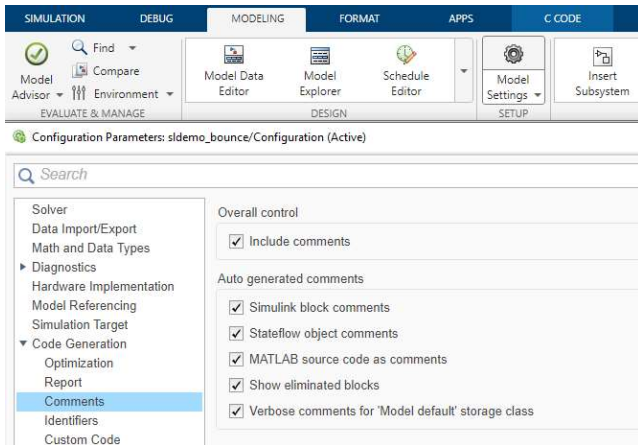 SIMULATION DEBUG MODELING FORMAT APPS C CODE
Find
Compare
Environment
Model Advisor
EVALUATE & MANAGE
Model Data Editor
Model Explorer
Schedule Editor
DESIGN
Model Settings
SETUP
Insert Subsystem
Configuration Parameters: sldemo_bounce/Configuration (Active)
Search
Solver
Data Import/Export
Math and Data Types
Diagnostics
Hardware Implementation
Model Referencing
Simulation Target
Code Generation
Optimization
Report
Comments
Identifiers
Custom Code
Overall control
Include comments
Auto generated comments
Simulink block comments
Stateflow object comments
MATLAB source code as comments
Show eliminated blocks
Verbose comments for 'Model default' storage class